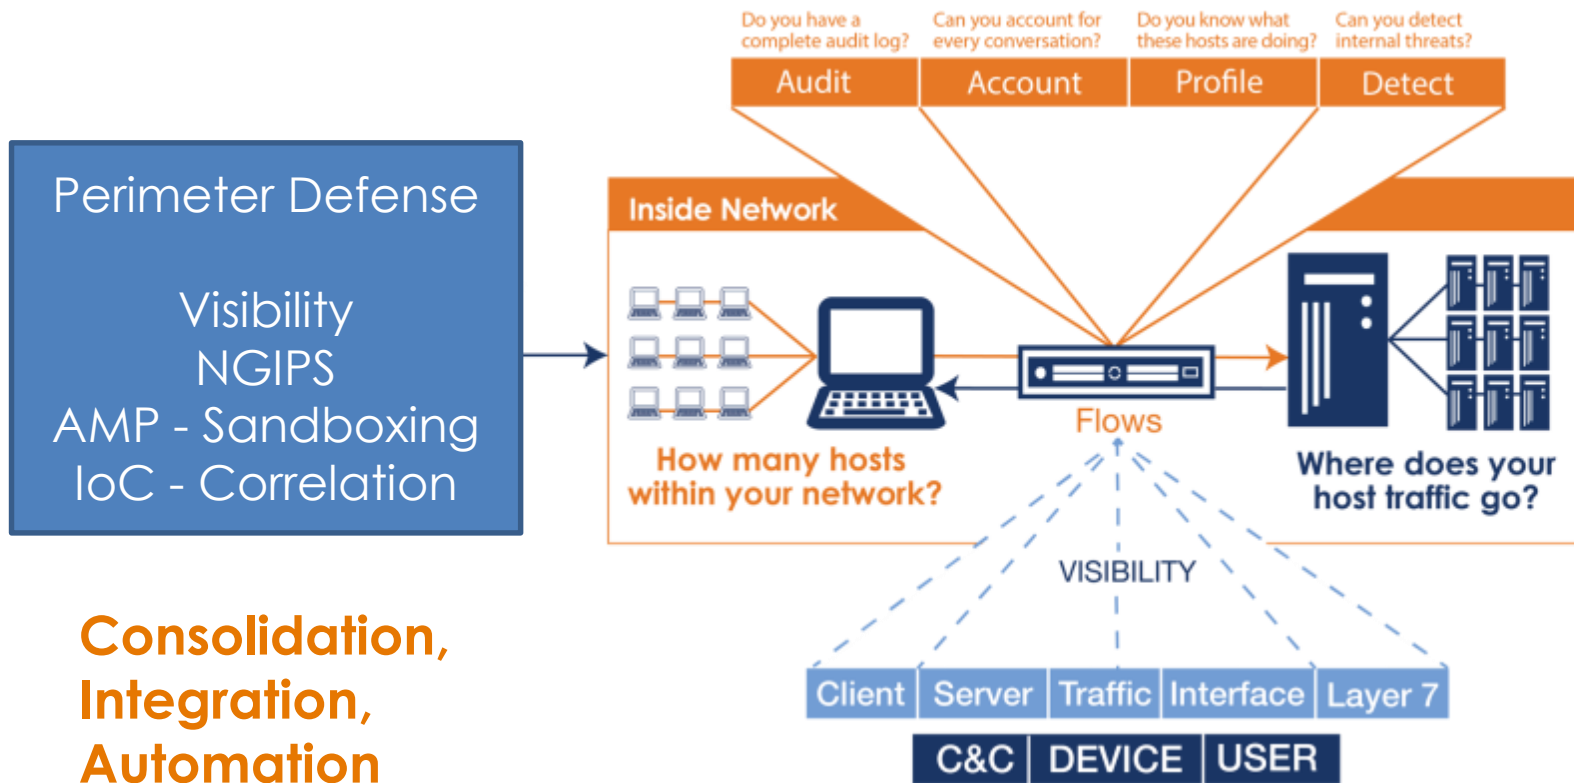 Do you have a
complete audit log?
Can you account for
every conversation?
Do you know what
these hosts are doing?
Can you detect
internal threats?
Audit
Account
Profile
Detect
Perimeter Defense
Visibility
NGIPS
AMP - Sandboxing
IoC - Correlation
Inside Network
Flows
How many hosts
within your network?
Where does your
host traffic go?
VISIBILITY
Client
Server
Traffic
Interface
Layer 7
C&C
DEVICE
USER
Consolidation,
Integration,
Automation